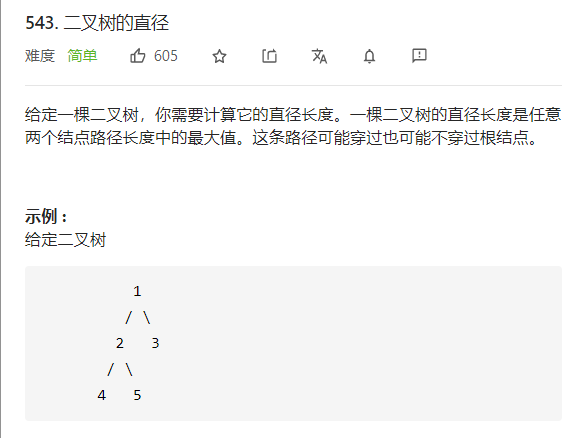 543. 二叉树的直径
难度 简单 605
给定一棵二叉树，你需要计算它的直径长度。一棵二叉树的直径长度是任意
两个结点路径长度中的最大值。这条路径可能穿过也可能不穿过根结点。
示例 :
给定二叉树
1
/ \
2 3
/ \
4 5